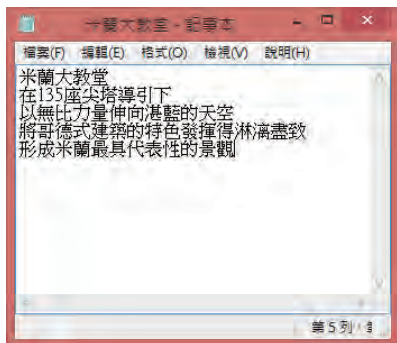 米蘭大教堂 - 記事本
檔案(F) 編輯(E) 格式(O) 檢視(V) 說明(H)
米蘭大教堂
在135座尖塔導引下
以無比力量伸向湛藍的天空
將哥德式建築的特色發揮得淋漓盡致
形成米蘭最具代表性的景觀
第 5 列